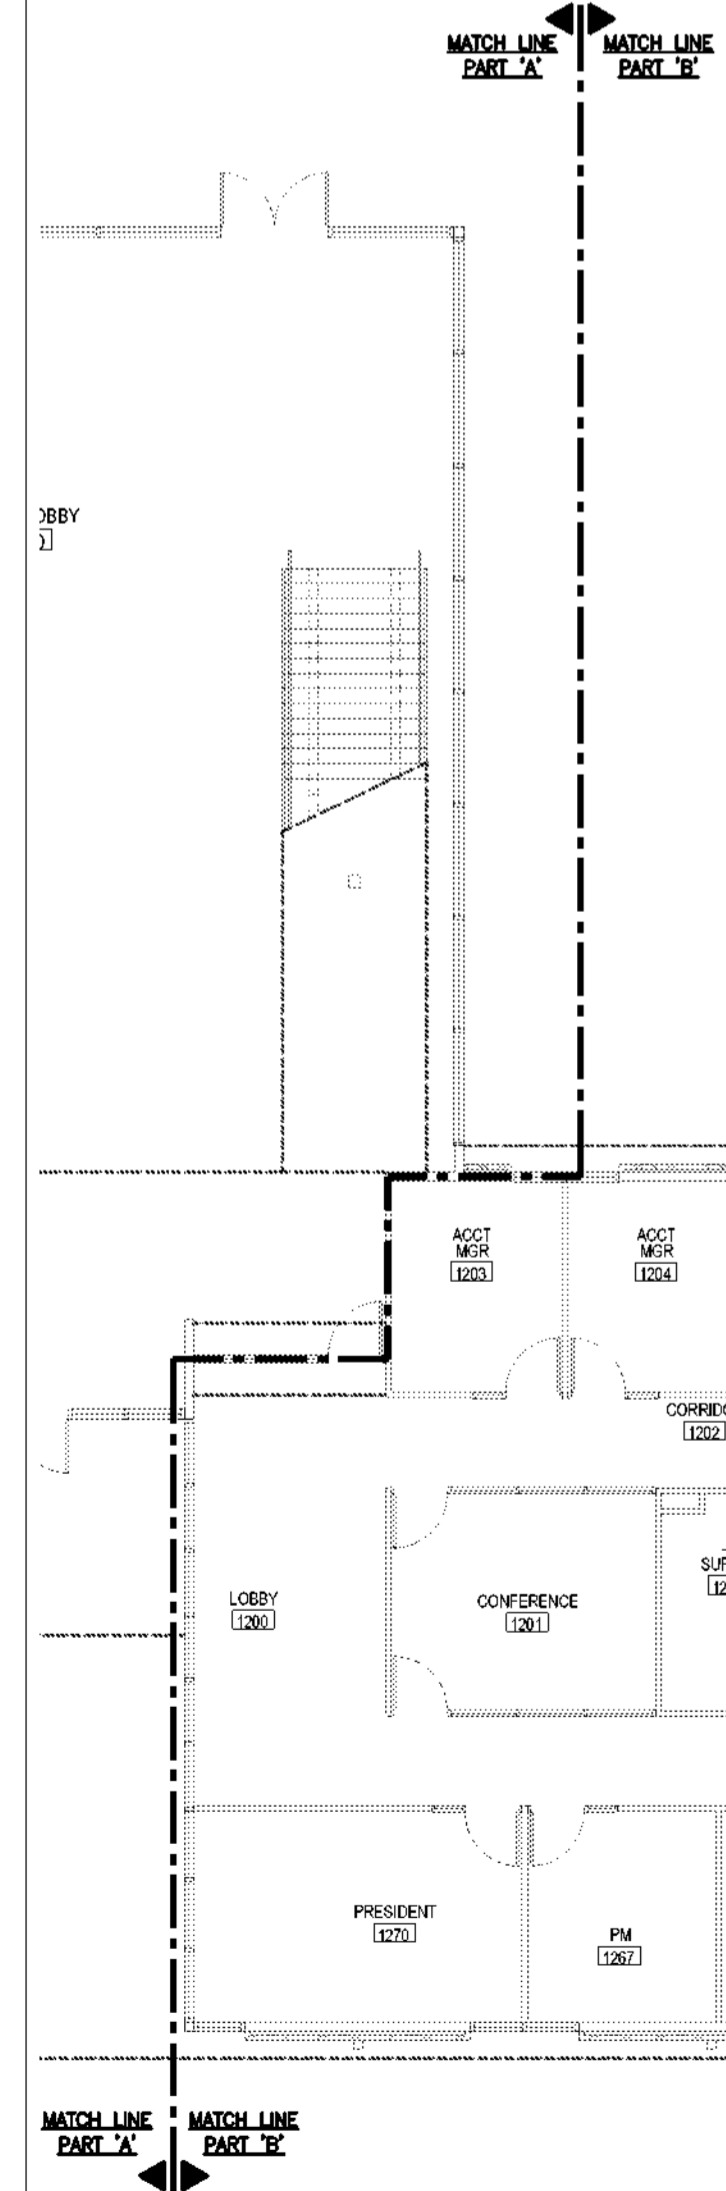 MATCH LINE
PART 'A'
MATCH LINE
PART 'B'
ACCT
MGR
1203
ACCT
MGR
1204
1202
LOBBY
1200
CONFERENCE
1201
PRESIDENT
1270
PM
1267
MATCH LINE
PART 'A'
MATCH LINE
PART 'B'